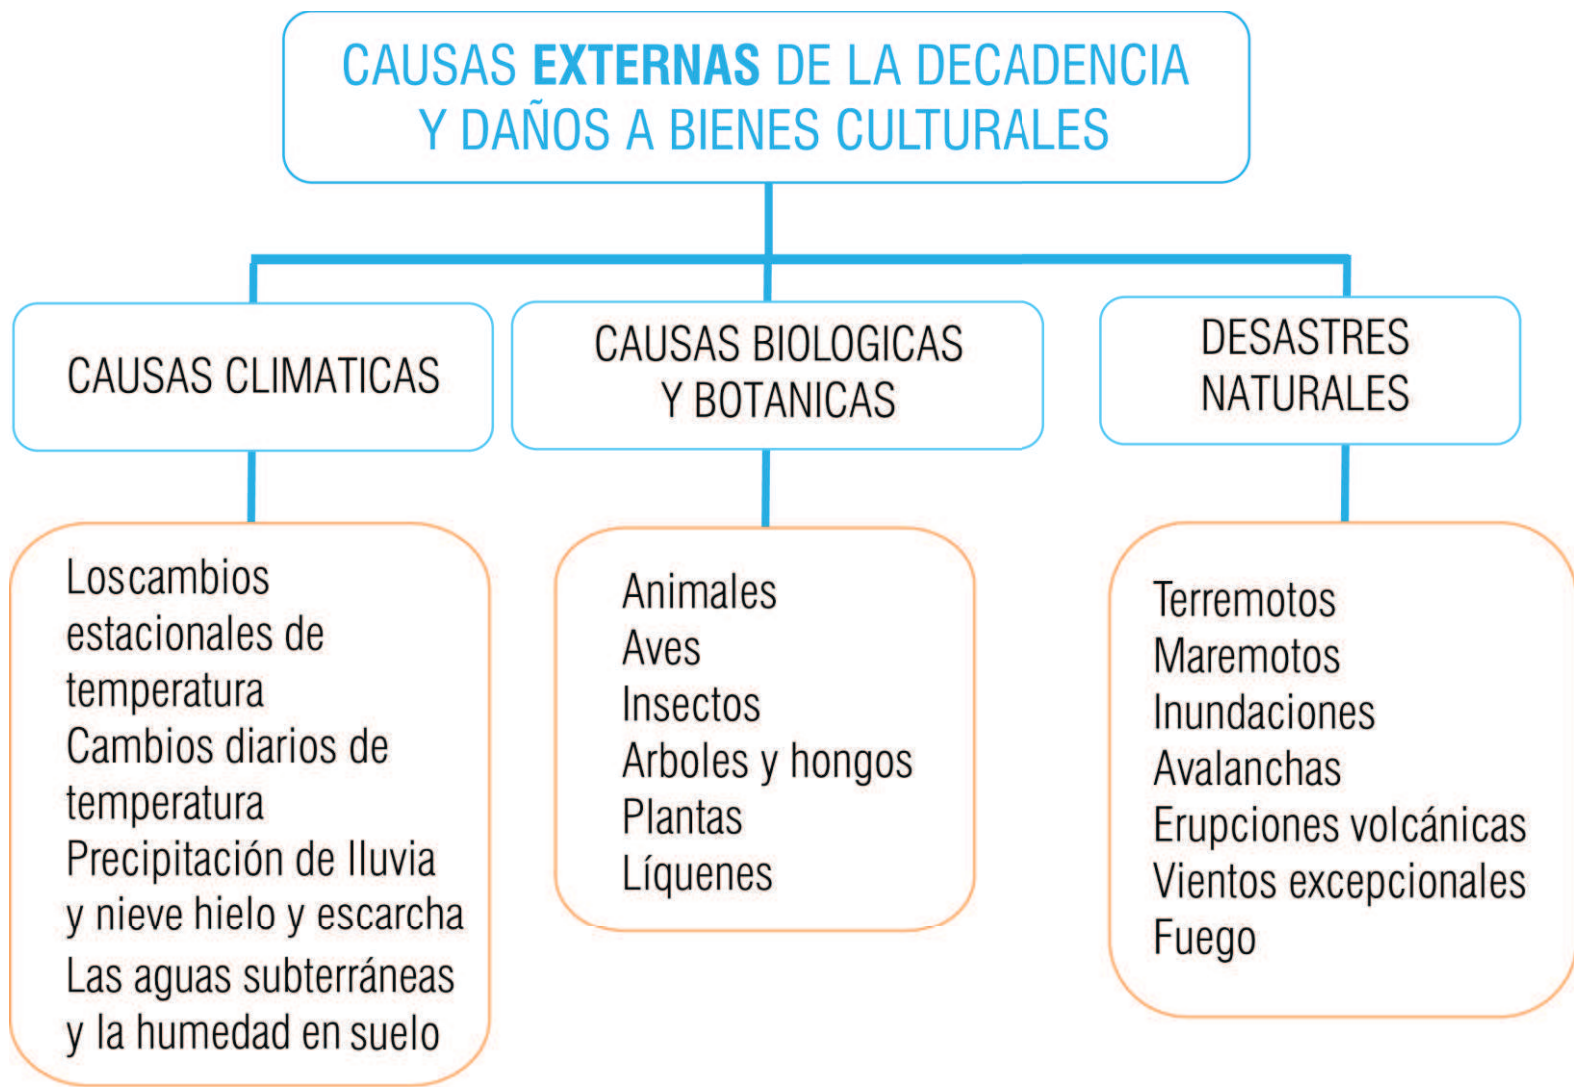 CAUSAS EXTERNAS DE LA DECADENCIA
Y DAÑOS A BIENES CULTURALES
CAUSAS CLIMATICAS
CAUSAS BIOLOGICAS
Y BOTANICAS
DESASTRES
NATURALES
Loscambios
estacionales de
temperatura
Cambios diarios de
temperatura
Precipitación de lluvia
y nieve hielo y escarcha
Las aguas subterráneas
y la humedad en suelo
Animales
Aves
Insectos
Arboles y hongos
Plantas
Líquenes
Terremotos
Maremotos
Inundaciones
Avalanchas
Erupciones volcánicas
Vientos excepcionales
Fuego